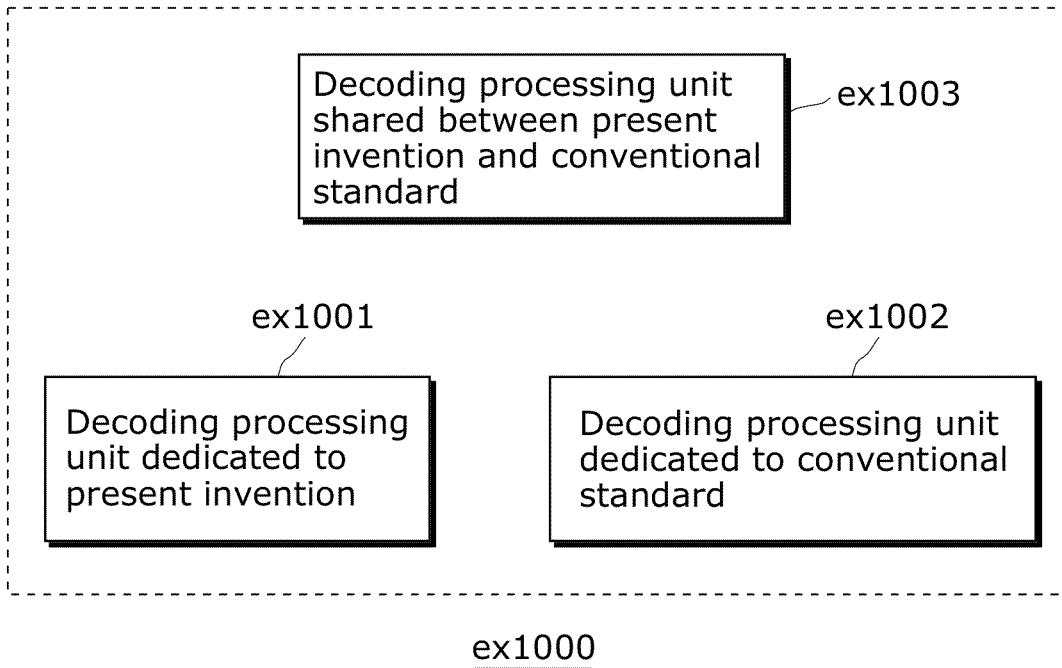 Decoding processing unit
shared between present
invention and conventional
standard
ex1003
ex1001
ex1002
Decoding processing
unit dedicated to
present invention
Decoding processing unit
dedicated to conventional
standard
ex1000